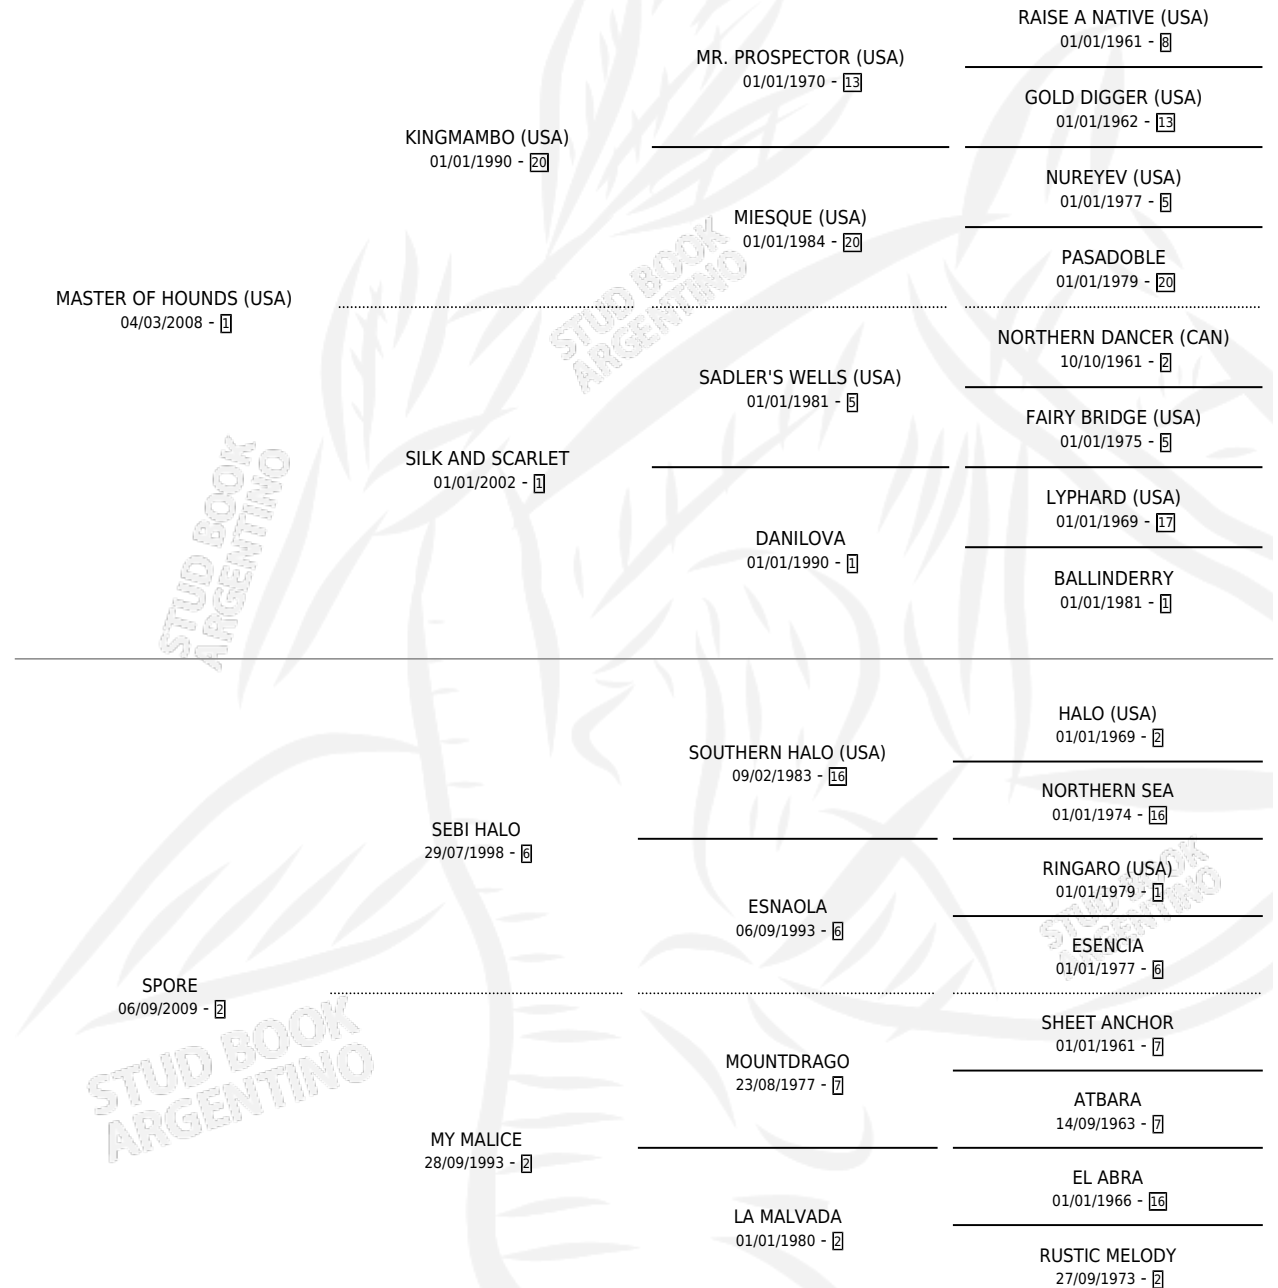 RAISE A NATIVE (USA)
01/01/1961 - 8
MR. PROSPECTOR (USA)
01/01/1970 - 13
GOLD DIGGER (USA)
01/01/1962 - 13
KINGMAMBO (USA)
01/01/1990 - 20
NUREYEV (USA)
01/01/1977 - 5
MIESQUE (USA)
01/01/1984 - 20
PASADOBLE
01/01/1979 - 20
MASTER OF HOUNDS (USA)
04/03/2008 - 1
NORTHERN DANCER (CAN)
10/10/1961 - 2
SADLER'S WELLS (USA)
01/01/1981 - 5
FAIRY BRIDGE (USA)
01/01/1975 - 5
SILK AND SCARLET
01/01/2002 - 1
LYPHARD (USA)
01/01/1969 - 17
DANILOVA
01/01/1990 - 1
BALLINDERRY
01/01/1981 - 1
HALO (USA)
01/01/1969 - 2
SOUTHERN HALO (USA)
09/02/1983 - 16
NORTHERN SEA
01/01/1974 - 16
SEBI HALO
29/07/1998 - 6
RINGARO (USA)
01/01/1979 - 1
ESNAOLA
06/09/1993 - 6
ESENCIA
01/01/1977 - 6
SPORE
06/09/2009 - 2
SHEET ANCHOR
01/01/1961 - 7
MOUNTDRAGO
23/08/1977 - 7
ATBARA
14/09/1963 - 7
MY MALICE
28/09/1993 - 2
EL ABRA
01/01/1966 - 16
LA MALVADA
01/01/1980 - 2
RUSTIC MELODY
27/09/1973 - 2
STUD BOOK
ARGENTINO
STUD BOOK
ARGENTINO
STUD BOOK
ARGENTINO
STUD BOOK
ARGENTINO